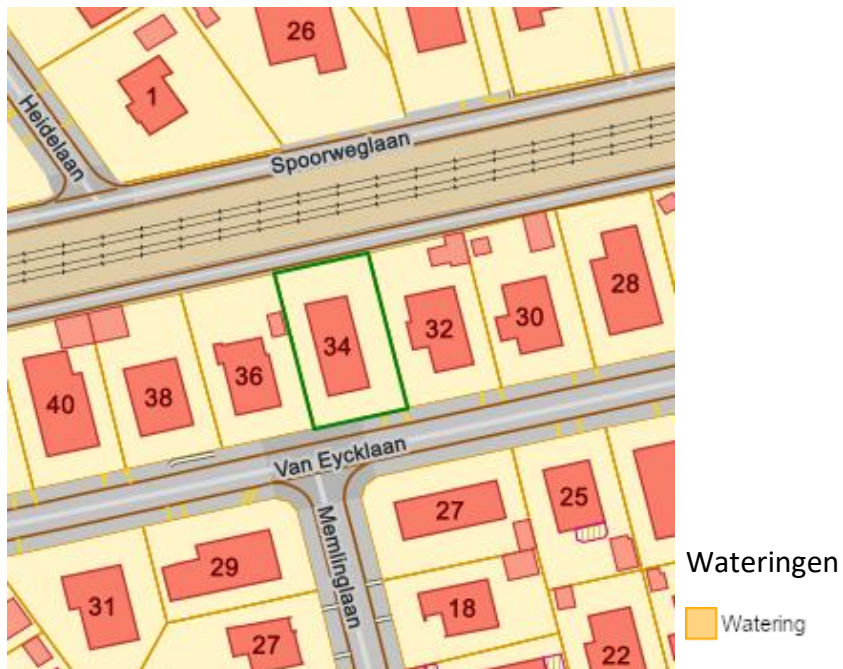 26
1
Heidelaan
Spoorweglaan
28
34
32
30
36
38
40
Van Eycklaan
Memlinglaan
27
25
29
31
18
27
22
Wateringen
Watering